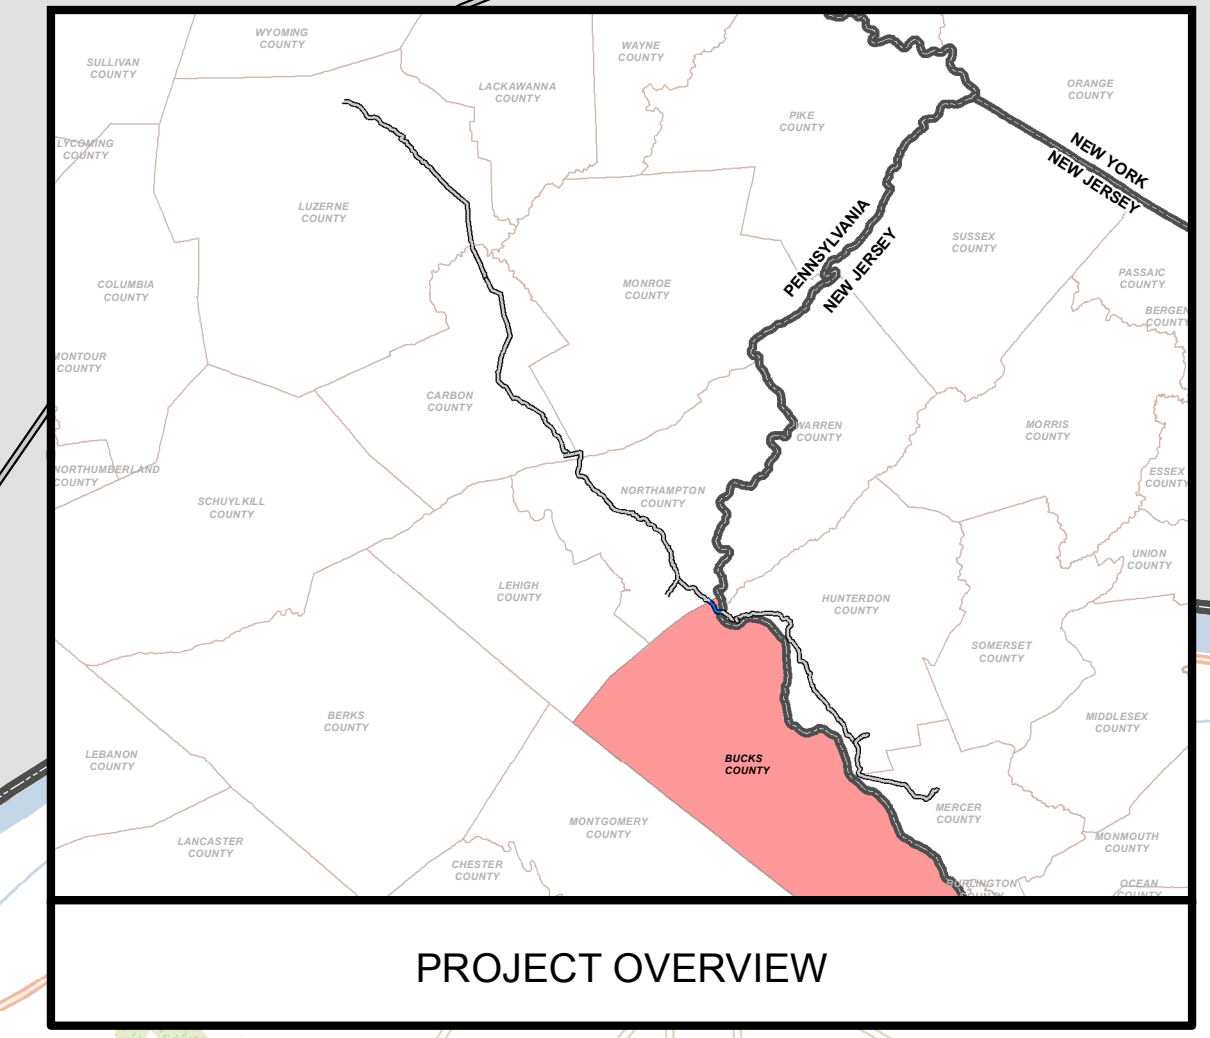 WYOMING
COUNTY
SULLIVAN
COUNTY
WAYNE
COUNTY
LACKAWANNA
COUNTY
ORANGE
COUNTY
PIKE
COUNTY
LYCOMING
COUNTY
NEW YORK
NEW JERSEY
LUZERNE
COUNTY
PENNSYLVANIA
NEW JERSEY
SUSSEX
COUNTY
PASSAIC
COUNTY
COLUMBIA
COUNTY
MONROE
COUNTY
BERGEN
COUNTY
MONTOUR
COUNTY
CARBON
COUNTY
WARREN
COUNTY
MORRIS
COUNTY
NORTHUMBERLAND
COUNTY
ESSEX
COUNTY
SCHUYLKILL
COUNTY
NORTHAMPTON
COUNTY
UNION
COUNTY
LEHIGH
COUNTY
HUNTERDON
COUNTY
SOMERSET
COUNTY
BERKS
COUNTY
MIDDLESEX
COUNTY
LEBANON
COUNTY
BUCKS
COUNTY
MERCER
COUNTY
MONTGOMERY
COUNTY
LANCASTER
COUNTY
MONMOUTH
COUNTY
CHESTER
COUNTY
BURLINGTON
COUNTY
OCEAN
COUNTY
PROJECT OVERVIEW